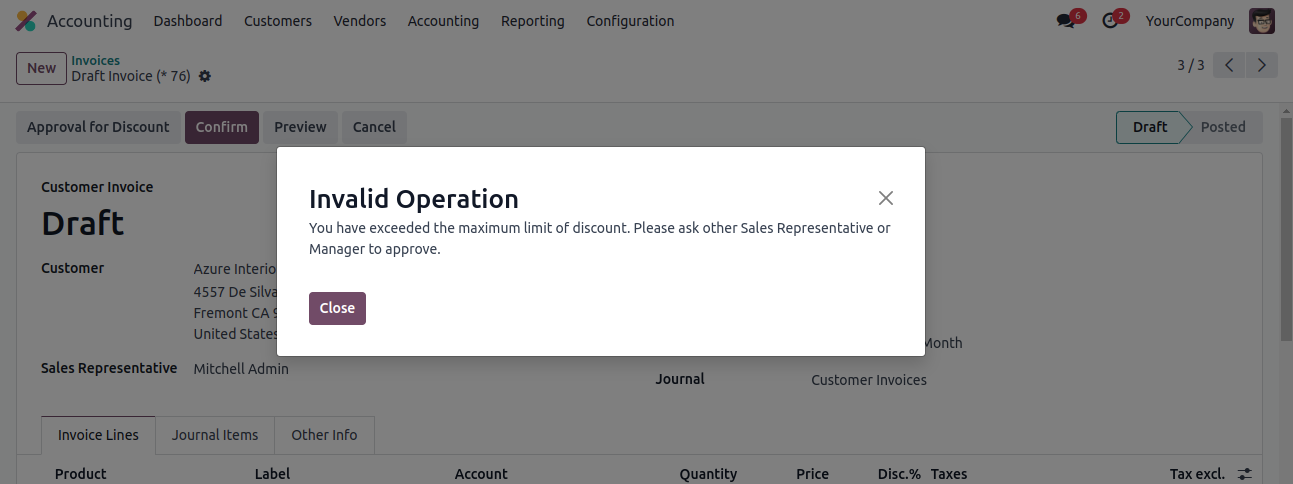 Accounting Dashboard Customers Vendors Accounting Reporting Configuration 6 2 YourCompany
New Invoices
Draft Invoice (* 76)
3 / 3
Approval for Discount Confirm Preview Cancel Draft Posted
Invalid Operation
You have exceeded the maximum limit of discount. Please ask other Sales Representative or
Manager to approve.
Close
Customer Invoice
Draft
Customer Azure Interio
4557 De Silva
Fremont CA 9
United States
Month
Sales Representative Mitchell Admin
Journal Customer Invoices
Invoice Lines Journal Items Other Info
Product Label Account Quantity Price Disc.% Taxes Tax excl.